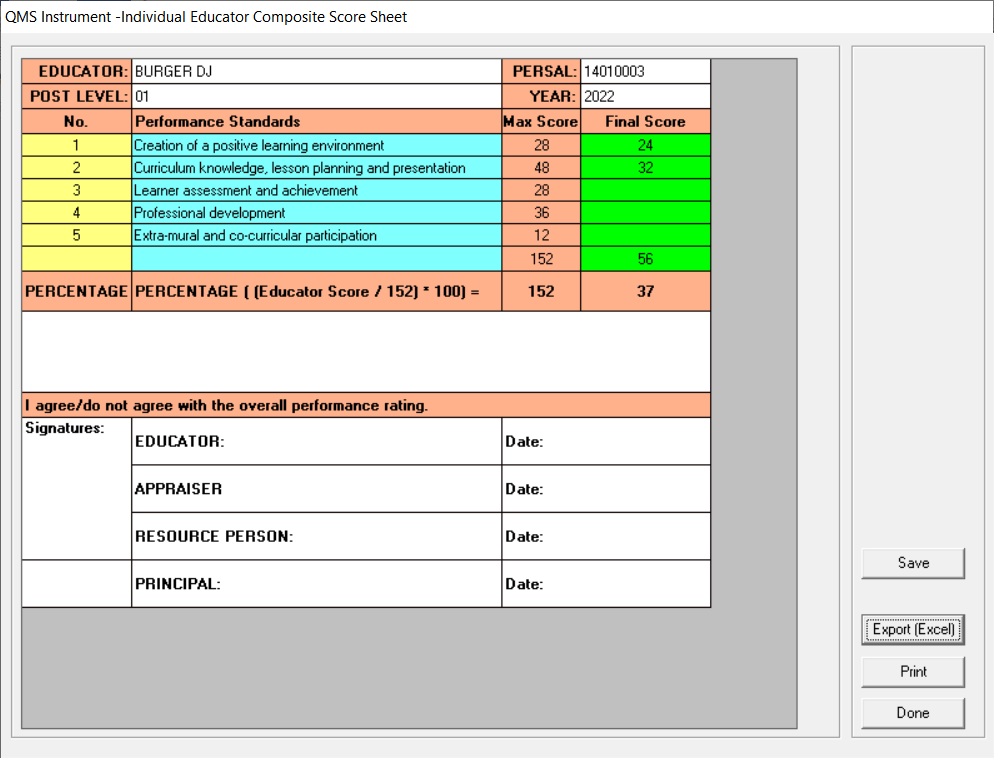 QMS Instrument -Individual Educator Composite Score Sheet
EDUCATOR: BURGER DJ PERSAL: 14010003
POST LEVEL: 01 YEAR: 2022
No. Performance Standards Max Score Final Score
1 Creation of a positive learning environment 28 24
2 Curriculum knowledge, lesson planning and presentation 48 32
3 Learner assessment and achievement 28
4 Professional development 36
5 Extra-mural and co-curricular participation 12
152 56
PERCENTAGE PERCENTAGE ( (Educator Score / 152) * 100) = 152 37
I agree/do not agree with the overall performance rating.
Signatures:
EDUCATOR: Date:
APPRAISER Date:
RESOURCE PERSON: Date:
PRINCIPAL: Date:
Save
Export (Excel)
Print
Done